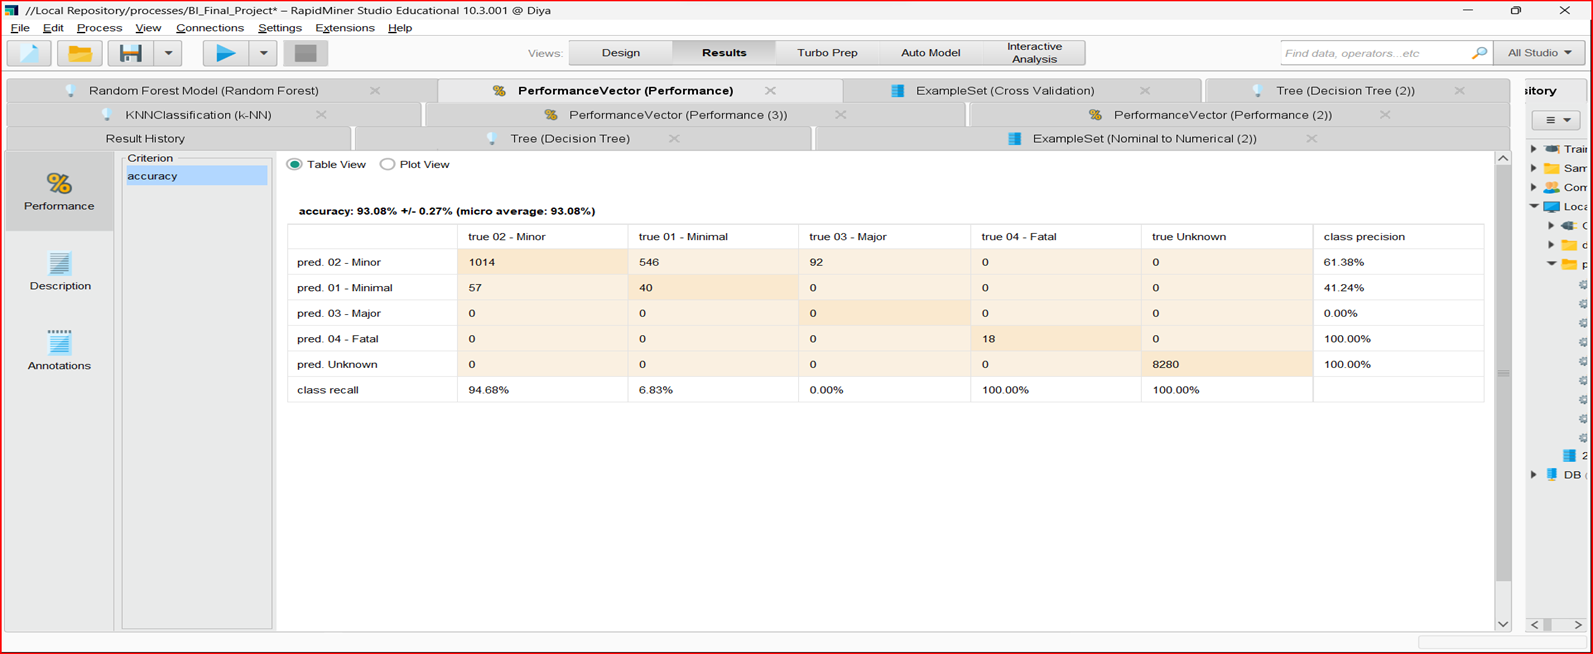 //Local Repository/processes/BI_Final_Project* – RapidMiner Studio Educational 10.3.001 @ Diya
File Edit Process View Connections Settings Extensions Help
Views: Design Results Turbo Prep Auto Model Interactive Analysis Find data, operators...etc All Studio
Random Forest Model (Random Forest) PerformanceVector (Performance) ExampleSet (Cross Validation) Tree (Decision Tree (2)) itory
KNNClassification (k-NN) PerformanceVector (Performance (3)) PerformanceVector (Performance (2))
Result History Tree (Decision Tree) ExampleSet (Nominal to Numerical (2))
Performance
Description
Annotations
Criterion
accuracy
Table View Plot View
accuracy: 93.08% +/- 0.27% (micro average: 93.08%)
true 02 - Minor true 01 - Minimal true 03 - Major true 04 - Fatal true Unknown class precision
pred. 02 - Minor 1014 546 92 0 0 61.38%
pred. 01 - Minimal 57 40 0 0 0 41.24%
pred. 03 - Major 0 0 0 0 0 0.00%
pred. 04 - Fatal 0 0 0 18 0 100.00%
pred. Unknown 0 0 0 0 8280 100.00%
class recall 94.68% 6.83% 0.00% 100.00% 100.00%
Train
Sam
Com
Loca
C
d
p
2
DB